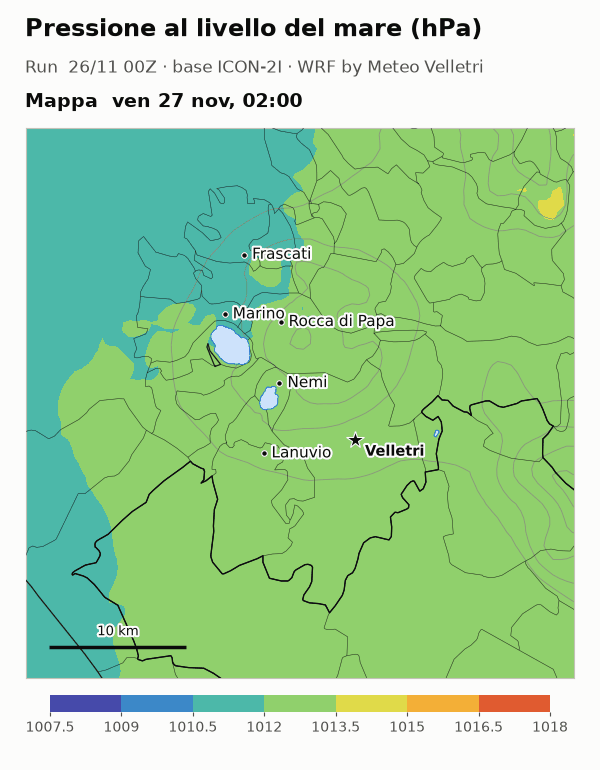 Pressione al livello del mare (hPa)
Run  26/11 00Z · base ICON-2I · WRF by Meteo Velletri
Mappa  ven 27 nov, 02:00
Frascati
Marino
Rocca di Papa
Nemi
Velletri
Lanuvio
10 km
1007.5 1009 1010.5 1012 1013.5 1015 1016.5 1018